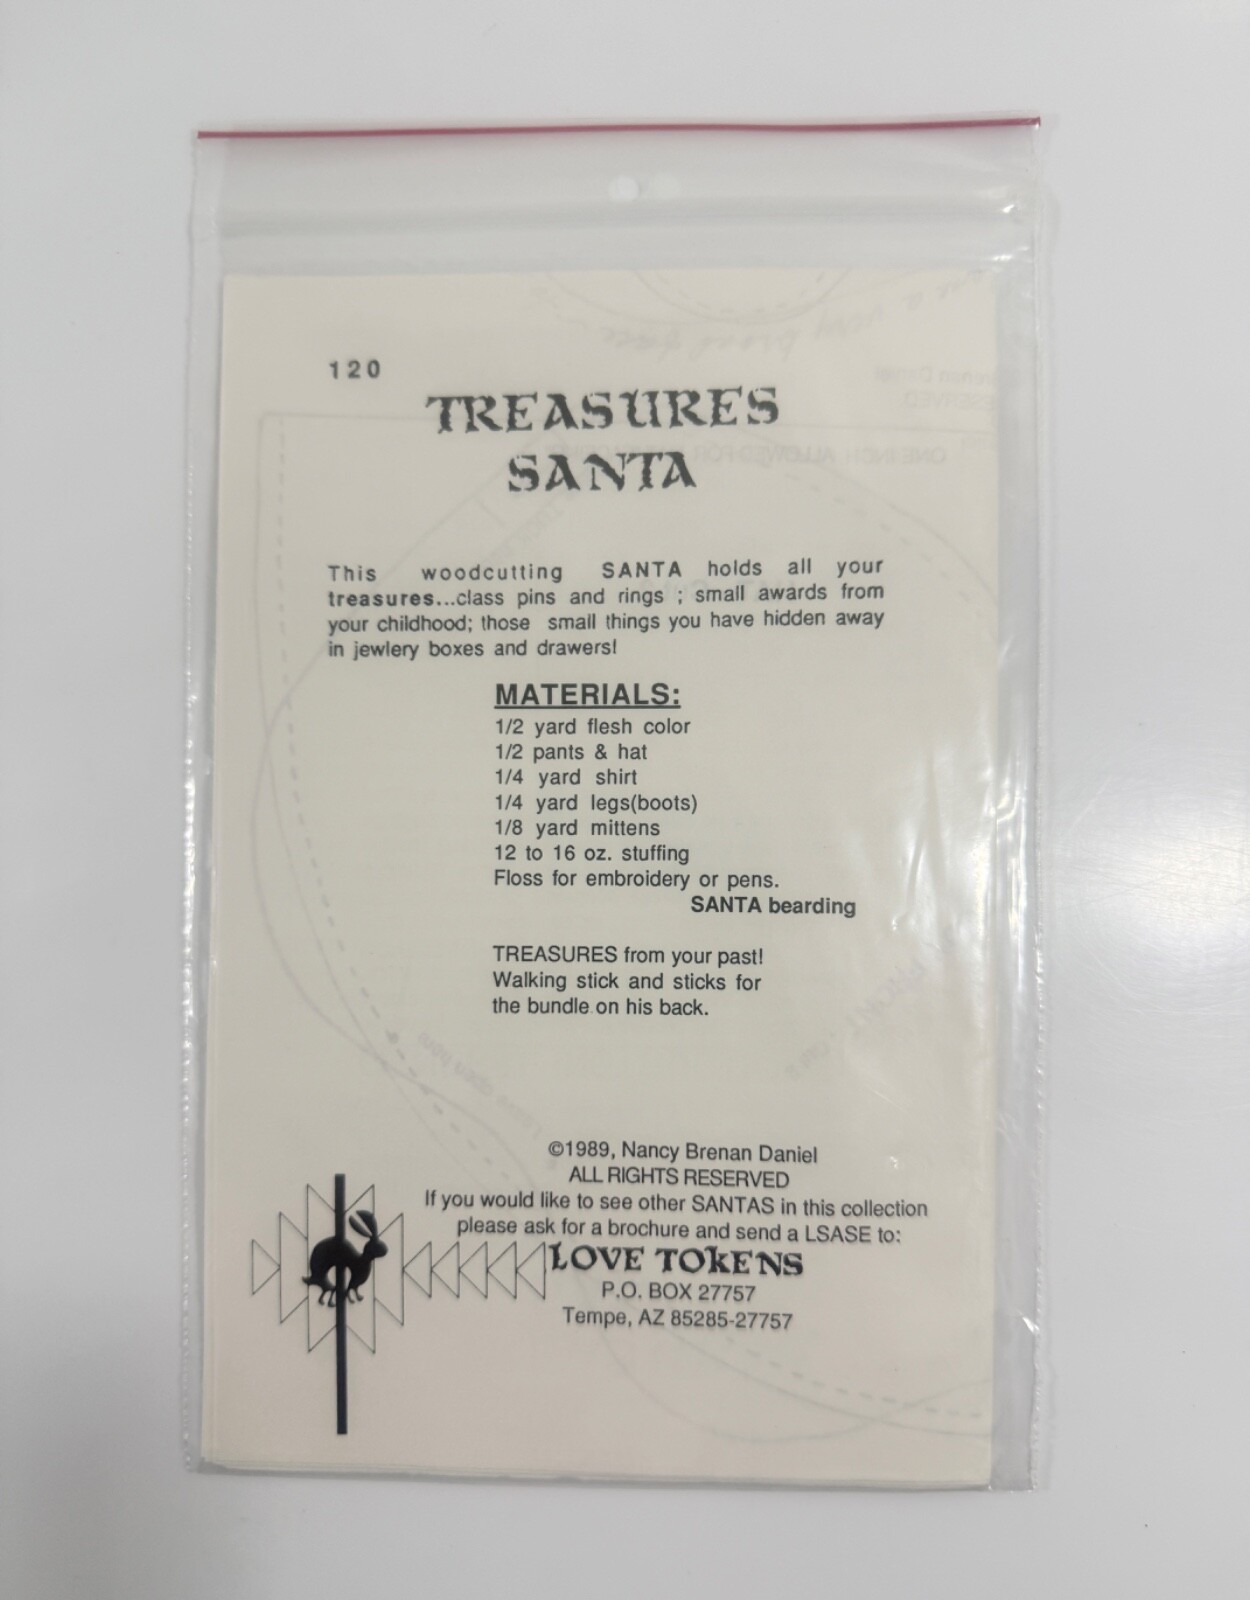 120
TREASURES
SANTA
This woodcutting SANTA holds all your
treasures...class pins and rings ; small awards from
your childhood; those small things you have hidden away
in jewlery boxes and drawers!
MATERIALS:
1/2 yard flesh color
1/2 pants & hat
1/4 yard shirt
1/4 yard legs(boots)
1/8 yard mittens
12 to 16 oz. stuffing
Floss for embroidery or pens.
SANTA bearding
TREASURES from your past!
Walking stick and sticks for
the bundle on his back.
©1989, Nancy Brenan Daniel
ALL RIGHTS RESERVED
If you would like to see other SANTAS in this collection
please ask for a brochure and send a LSASE to:
LOVE TOKENS
P.O. BOX 27757
Tempe, AZ 85285-27757